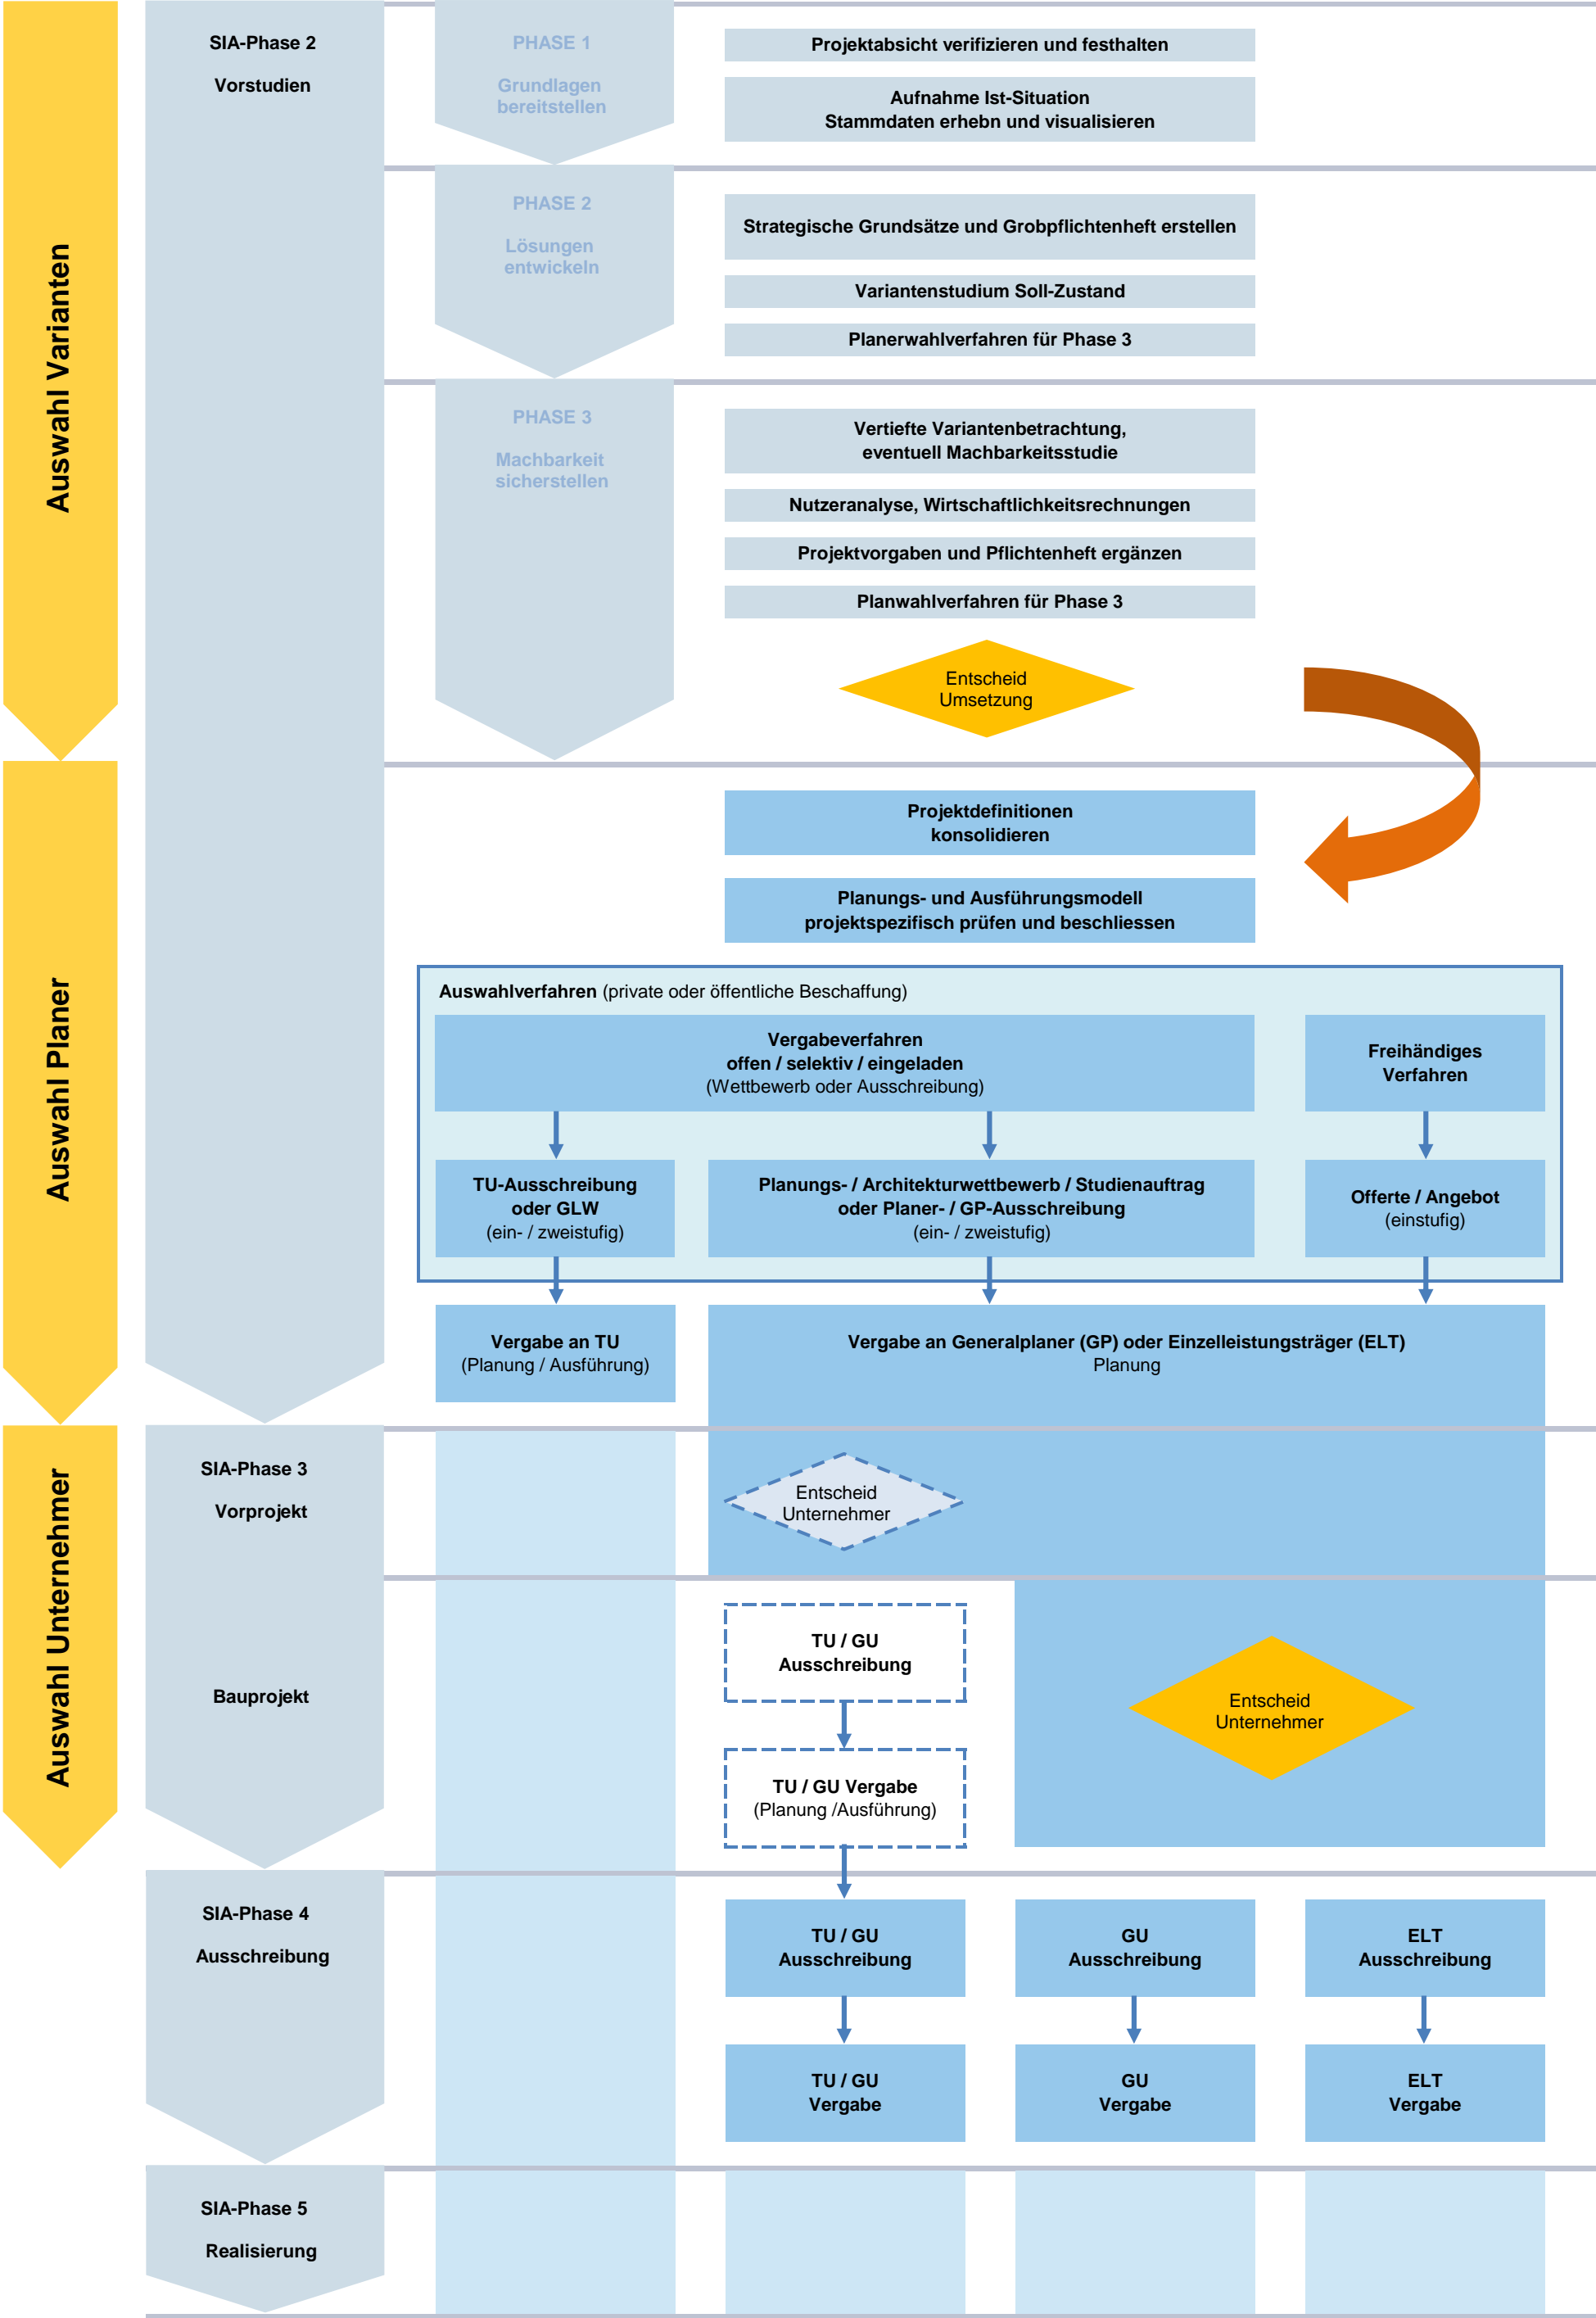 Auswahl Varianten
SIA-Phase 2
Vorstudien
PHASE 1
Grundlagen
bereitstellen
Projektabsicht verifizieren und festhalten
Aufnahme Ist-Situation
Stammdaten erhebn und visualisieren
PHASE 2
Lösungen
entwickeln
Strategische Grundsätze und Grobpflichtenheft erstellen
Variantenstudium Soll-Zustand
Planerwahlverfahren für Phase 3
PHASE 3
Machbarkeit
sicherstellen
Vertiefte Variantenbetrachtung,
eventuell Machbarkeitsstudie
Nutzeranalyse, Wirtschaftlichkeitsrechnungen
Projektvorgaben und Pflichtenheft ergänzen
Planwahlverfahren für Phase 3
Entscheid
Umsetzung
Auswahl Planer
Projektdefinitionen
konsolidieren
Planungs- und Ausführungsmodell
projektspezifisch prüfen und beschliessen
Auswahlverfahren (private oder öffentliche Beschaffung)
Vergabeverfahren
offen / selektiv / eingeladen
(Wettbewerb oder Ausschreibung)
Freihändiges
Verfahren
TU-Ausschreibung
oder GLW
(ein- / zweistufig)
Planungs- / Architekturwettbewerb / Studienauftrag
oder Planer- / GP-Ausschreibung
(ein- / zweistufig)
Offerte / Angebot
(einstufig)
Vergabe an TU
(Planung / Ausführung)
Vergabe an Generalplaner (GP) oder Einzelleistungsträger (ELT)
Planung
Auswahl Unternehmer
SIA-Phase 3
Vorprojekt
Entscheid
Unternehmer
Bauprojekt
TU / GU
Ausschreibung
TU / GU Vergabe
(Planung /Ausführung)
Entscheid
Unternehmer
SIA-Phase 4
Ausschreibung
TU / GU
Ausschreibung
GU
Ausschreibung
ELT
Ausschreibung
TU / GU
Vergabe
GU
Vergabe
ELT
Vergabe
SIA-Phase 5
Realisierung